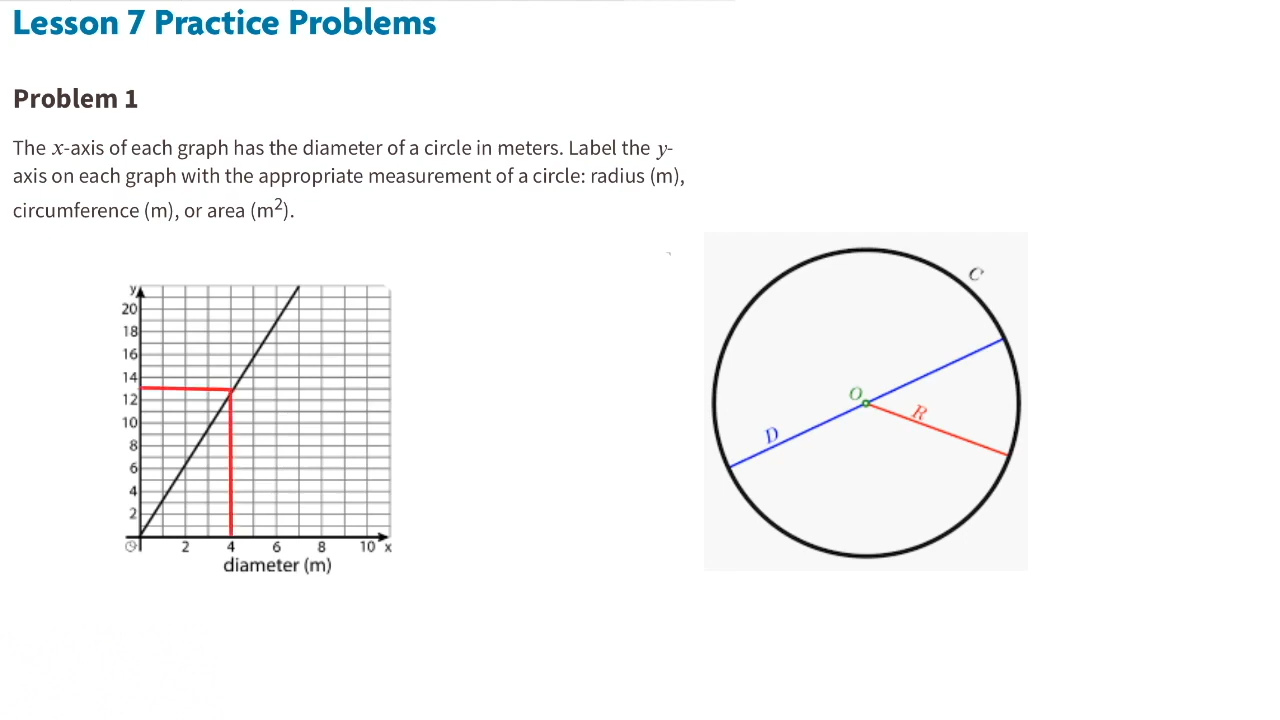 Lesson 7 Practice Problems
Problem 1
The x-axis of each graph has the diameter of a circle in meters. Label the y-
axis on each graph with the appropriate measurement of a circle: radius (m),
circumference (m), or area (m²).
y
20
18
16
14
12
10
8
6
4
2
0
2 4 6 8 10 x
diameter (m)
C
O
R
D